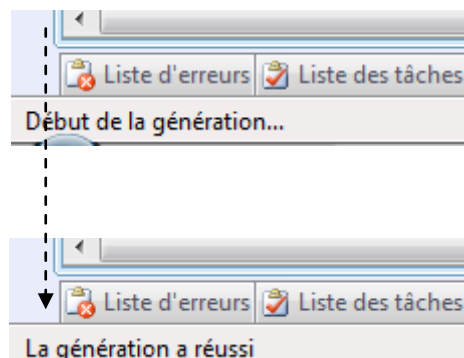 Liste d'erreurs Liste des tâches
Début de la génération...
Liste d'erreurs Liste des tâches
La génération a réussi